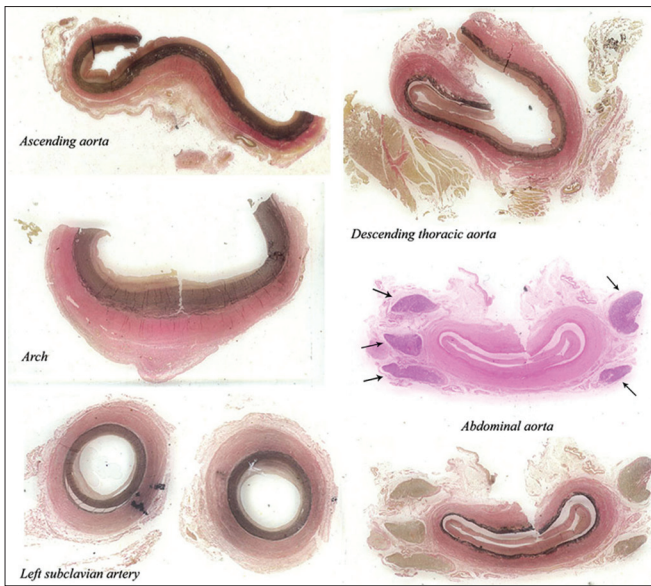 Ascending aorta
Descending thoracic aorta
Arch
Abdominal aorta
Left subclavian artery